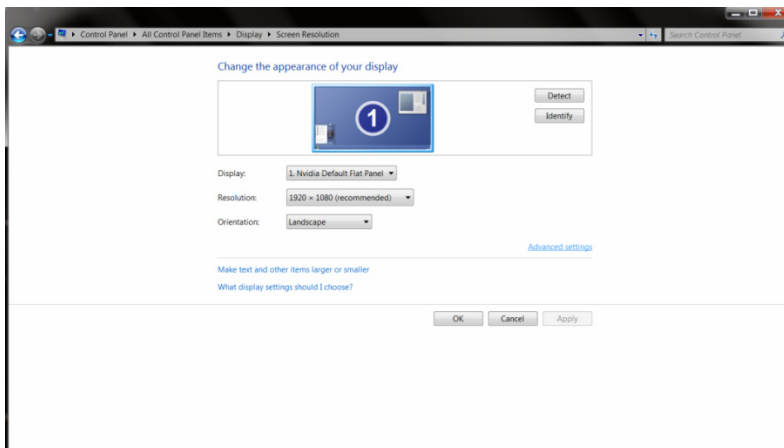 Control Panel ▸ All Control Panel Items ▸ Display ▸ Screen Resolution
Search Control Panel
Change the appearance of your display
1
Detect
Identify
Display: 1. Nvidia Default Flat Panel
Resolution: 1920 × 1080 (recommended)
Orientation: Landscape
Advanced settings
Make text and other items larger or smaller
What display settings should I choose?
OK Cancel Apply